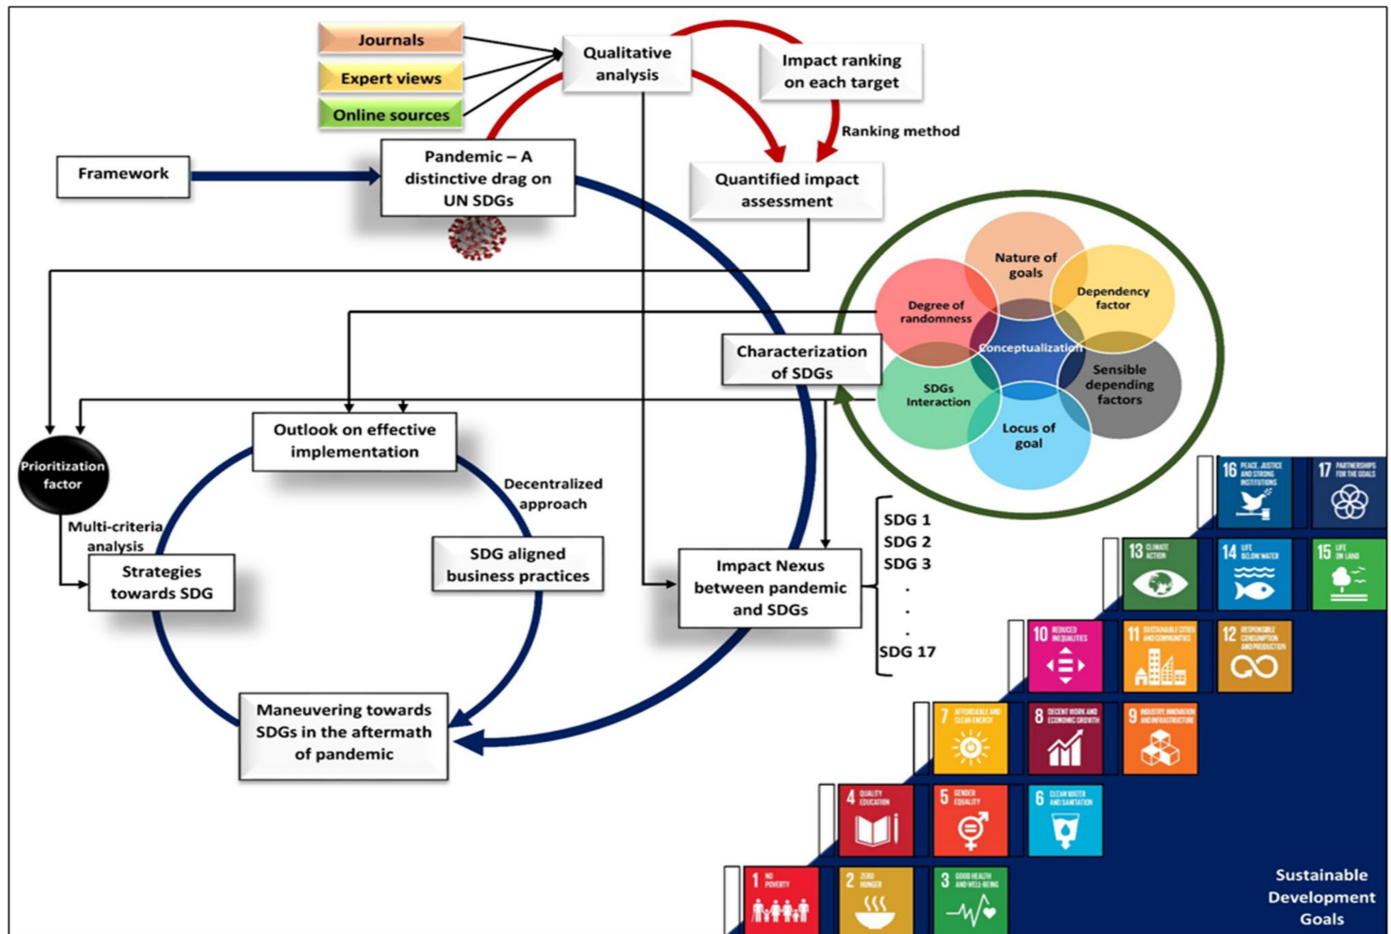 Journals
Expert views
Online sources
Qualitative
analysis
Impact ranking
on each target
Ranking method
Framework
Pandemic – A
distinctive drag on
UN SDGs
Quantified impact
assessment
Nature of
goals
Dependency
factor
Degree of
randomness
Conceptualization
Sensible
depending
factors
SDGs
Interaction
Locus of
goal
Characterization
of SDGs
Outlook on effective
implementation
Prioritization
factor
Multi-criteria
analysis
Decentralized
approach
Strategies
towards SDG
SDG aligned
business practices
Impact Nexus
between pandemic
and SDGs
SDG 1
SDG 2
SDG 3
.
.
.
SDG 17
Maneuvering towards
SDGs in the aftermath
of pandemic
16 PEACE, JUSTICE
AND STRONG
INSTITUTIONS
17 PARTNERSHIPS
FOR THE GOALS
13 CLIMATE
ACTION
14 LIFE
BELOW WATER
15 LIFE
ON LAND
10 REDUCED
INEQUALITIES
11 SUSTAINABLE CITIES
AND COMMUNITIES
12 RESPONSIBLE
CONSUMPTION
AND PRODUCTION
7 AFFORDABLE AND
CLEAN ENERGY
8 DECENT WORK AND
ECONOMIC GROWTH
9 INDUSTRY, INNOVATION
AND INFRASTRUCTURE
4 QUALITY
EDUCATION
5 GENDER
EQUALITY
6 CLEAN WATER
AND SANITATION
1 NO
POVERTY
2 ZERO
HUNGER
3 GOOD HEALTH
AND WELL-BEING
Sustainable
Development
Goals